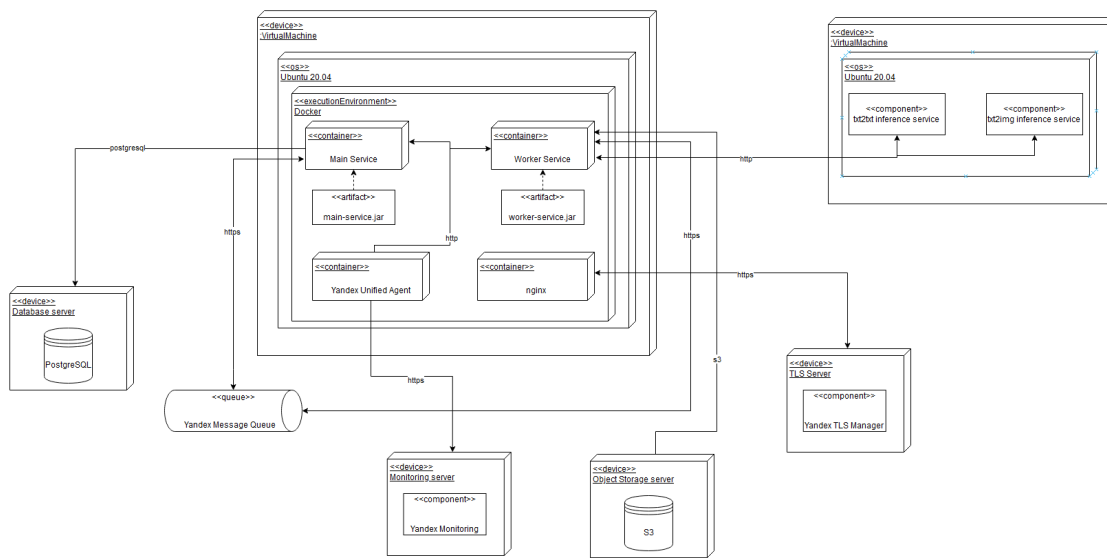 <<device>>
:VirtualMachine
<<os>>
Ubuntu 20.04
<<executionEnvironment>>
Docker
<<container>>
Main Service
<<container>>
Worker Service
<<artifact>>
main-service.jar
<<artifact>>
worker-service.jar
http
<<container>>
Yandex Unified Agent
<<container>>
nginx
<<device>>
:VirtualMachine
<<os>>
Ubuntu 20.04
<<component>>
txt2txt inference service
<<component>>
txt2img inference service
postgresql
http
https
https
https
<<device>>
Database server
PostgreSQL
s3
https
<<queue>>
Yandex Message Queue
<<device>>
TLS Server
<<component>>
Yandex TLS Manager
<<device>>
Monitoring server
<<component>>
Yandex Monitoring
<<device>>
Object Storage server
S3